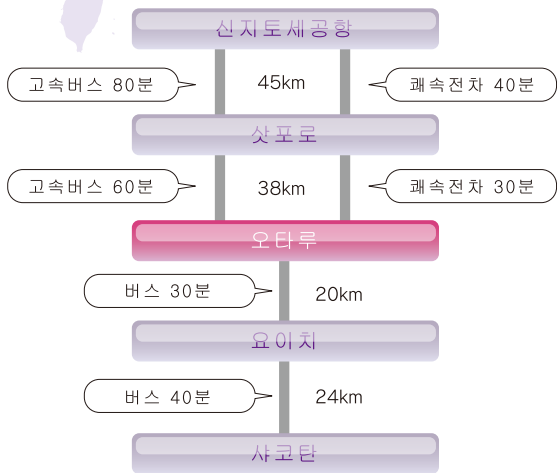 신지토세공항
고속버스 80분
45km
쾌속전차 40분
삿포로
고속버스 60분
38km
쾌속전차 30분
오타루
버스 30분
20km
요이치
버스 40분
24km
샤코탄